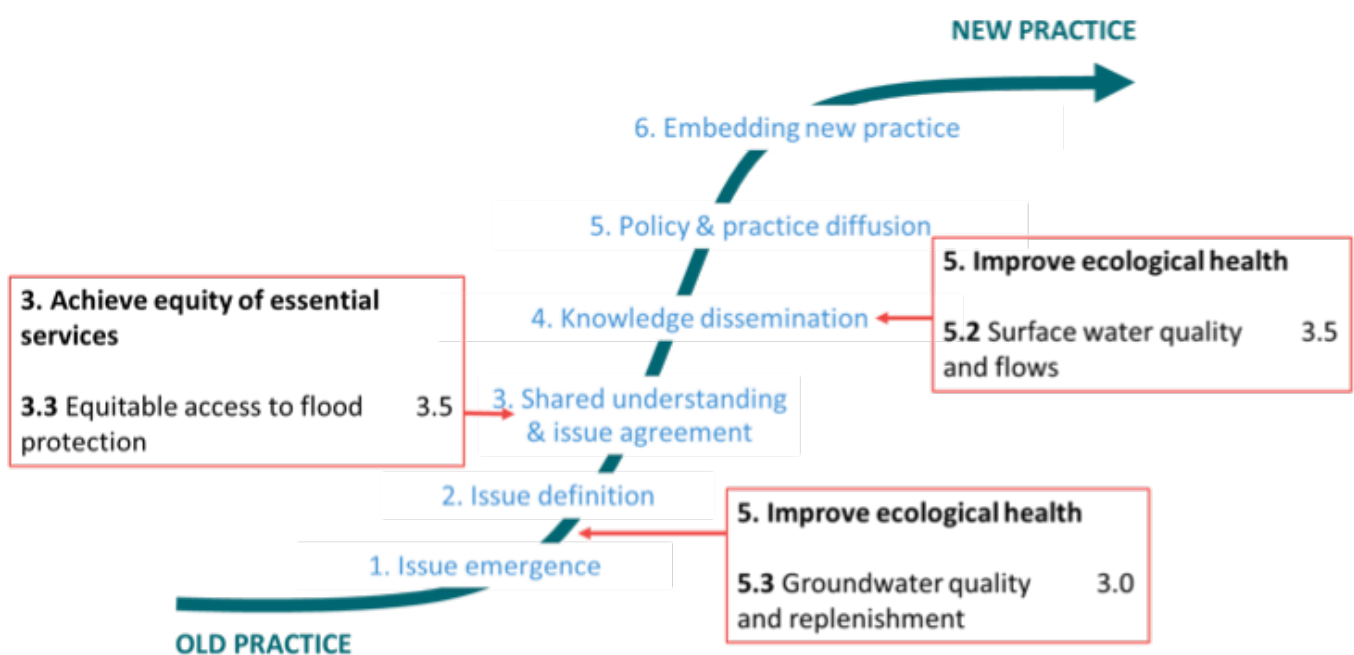 NEW PRACTICE
6. Embedding new practice
5. Policy & practice diffusion
5. Improve ecological health
5.2 Surface water quality 3.5
and flows
4. Knowledge dissemination
3. Achieve equity of essential
services
3.3 Equitable access to flood 3.5
protection
3. Shared understanding
& issue agreement
2. Issue definition
5. Improve ecological health
5.3 Groundwater quality 3.0
and replenishment
1. Issue emergence
OLD PRACTICE